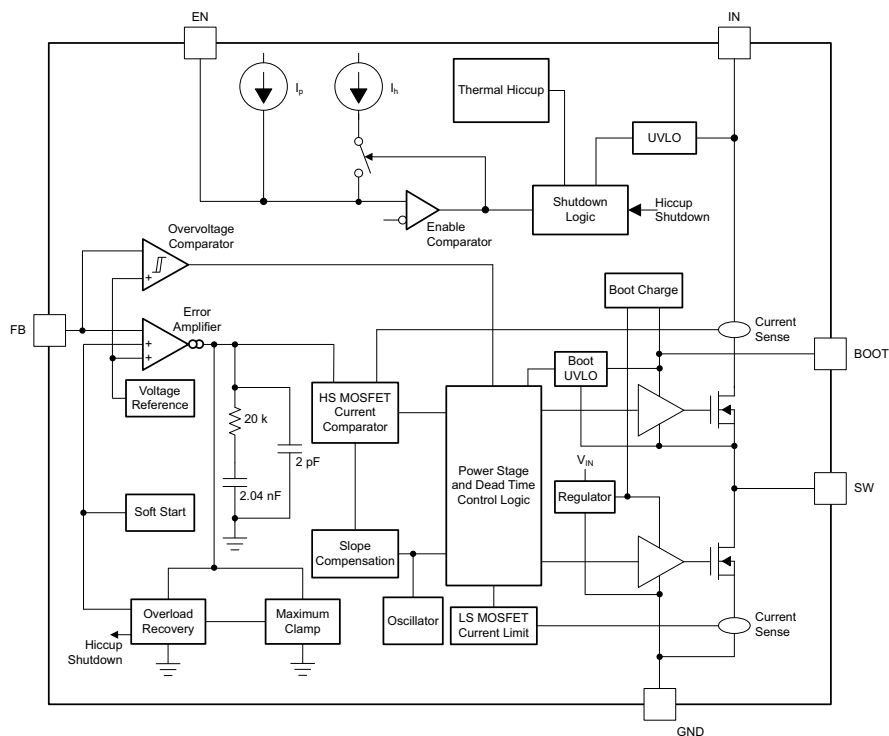 EN
IN
Ip
Ih
Thermal Hiccup
UVLO
Shutdown
Logic
Hiccup
Shutdown
Enable
Comparator
Overvoltage
Comparator
+
Boot Charge
FB
Error
Amplifier
+
+
Current
Sense
BOOT
Voltage
Reference
20 k
2 pF
2.04 nF
HS MOSFET
Current
Comparator
Boot
UVLO
Power Stage
and Dead Time
Control Logic
VIN
Regulator
SW
Soft Start
Slope
Compensation
Overload
Recovery
Maximum
Clamp
Oscillator
LS MOSFET
Current Limit
Current
Sense
Hiccup
Shutdown
GND